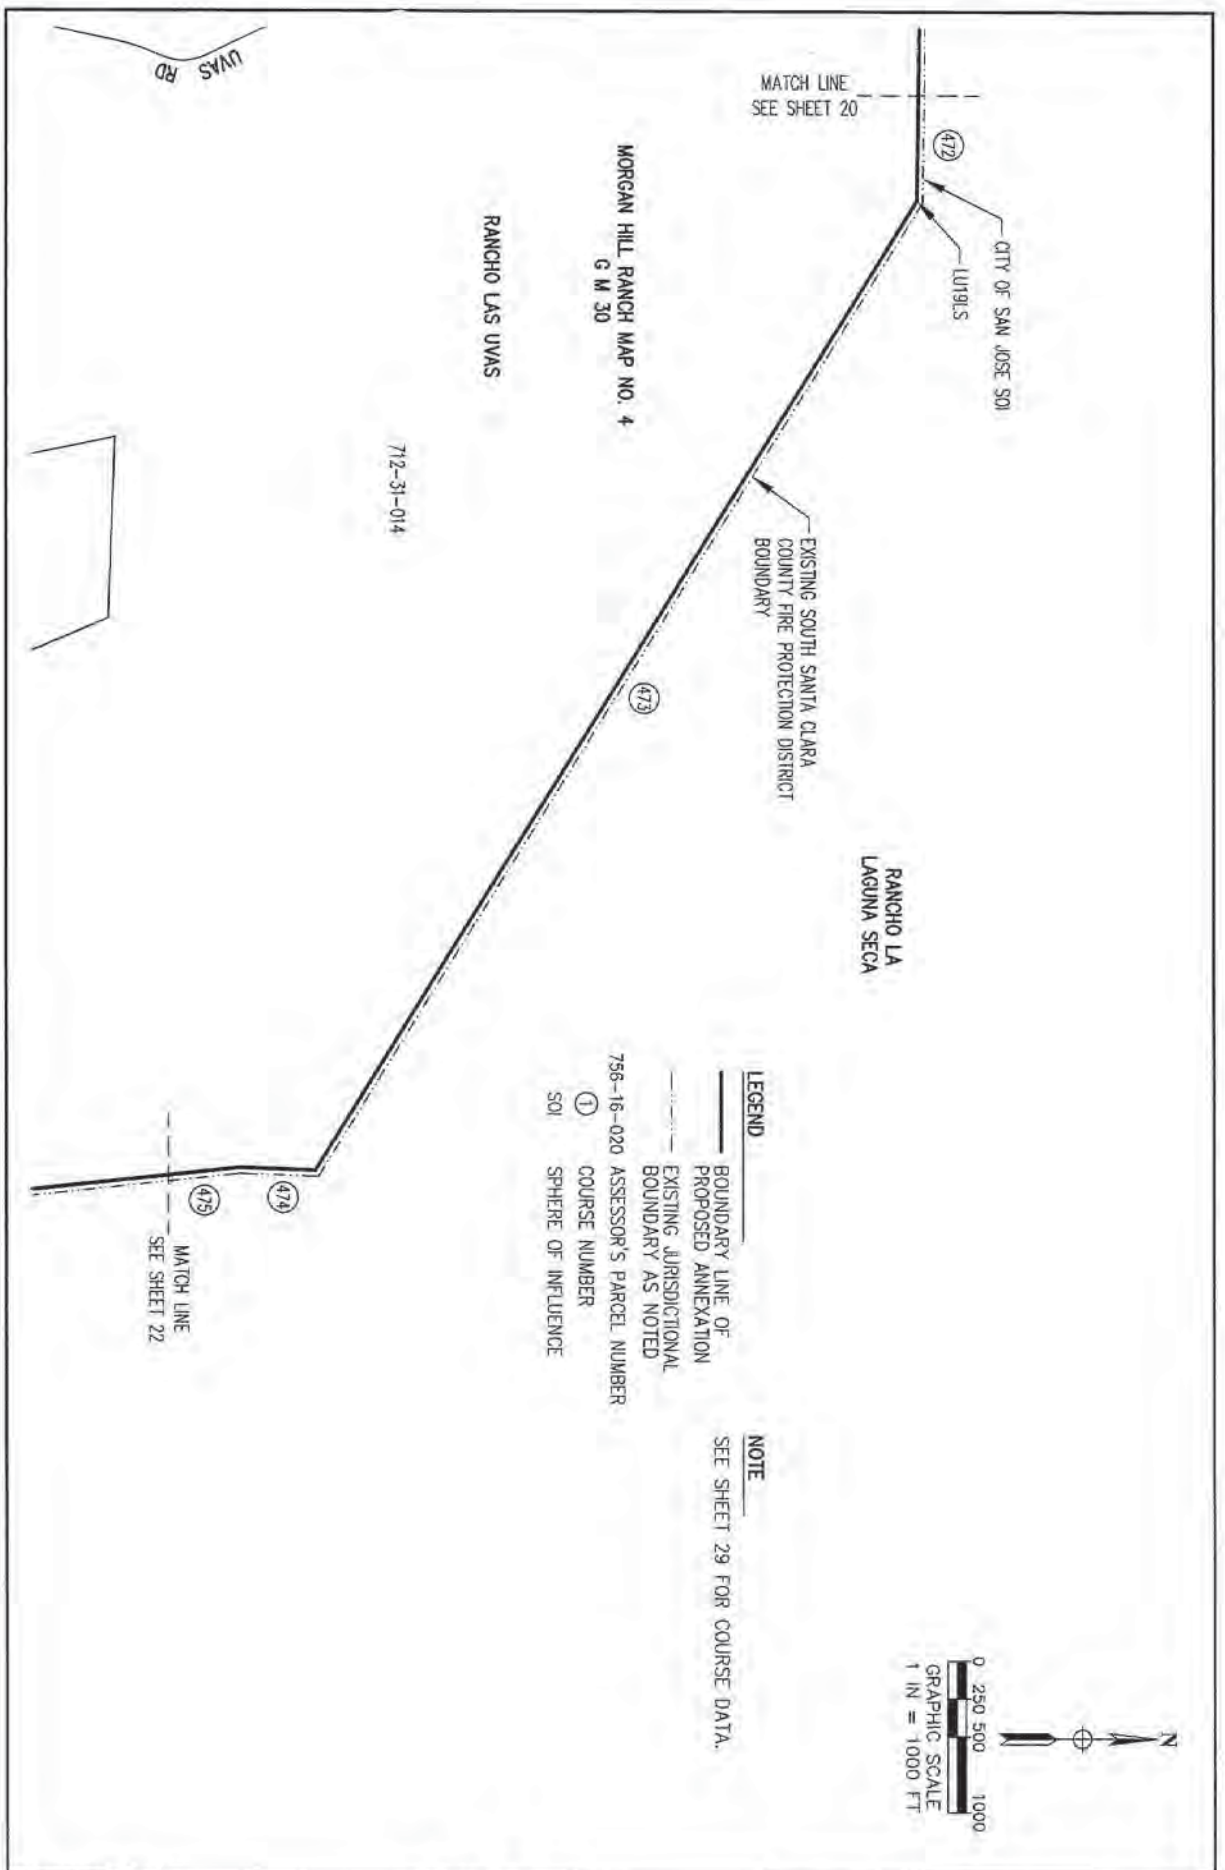 MATCH LINE
SEE SHEET 20
472
CITY OF SAN JOSE SOI
LU19LS
UVAS RD
MORGAN HILL RANCH MAP NO. 4
G M 30
RANCHO LAS UVAS
712-31-014
EXISTING SOUTH SANTA CLARA
COUNTY FIRE PROTECTION DISTRICT
BOUNDARY
473
RANCHO LA
LAGUNA SECA
474
475
MATCH LINE
SEE SHEET 22
LEGEND
BOUNDARY LINE OF
PROPOSED ANNEXATION
EXISTING JURISDICTIONAL
BOUNDARY AS NOTED
756-16-020 ASSESSOR'S PARCEL NUMBER
1 COURSE NUMBER
SOI SPHERE OF INFLUENCE
NOTE
SEE SHEET 29 FOR COURSE DATA.
N
0 250 500 1000
GRAPHIC SCALE
1 IN = 1000 FT